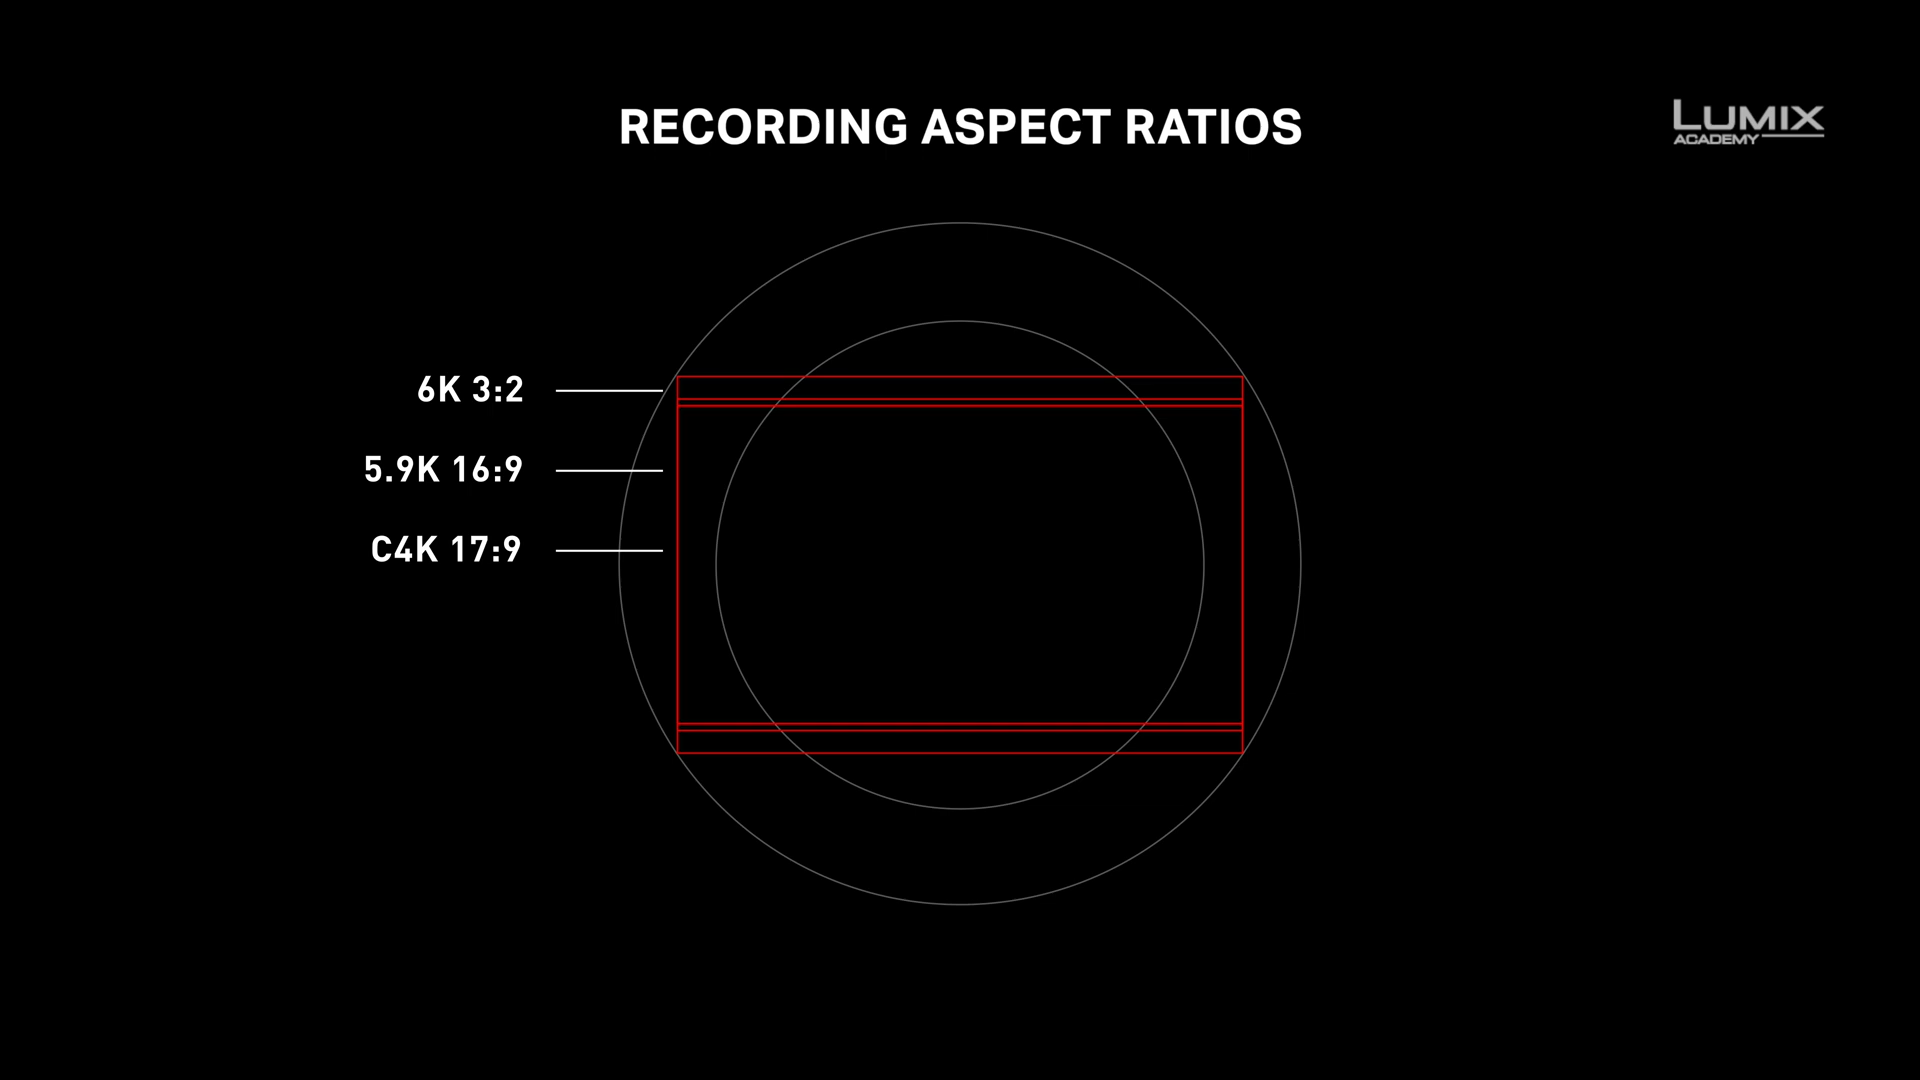 RECORDING ASPECT RATIOS
LUMIX
ACADEMY
6K 3:2
5.9K 16:9
C4K 17:9